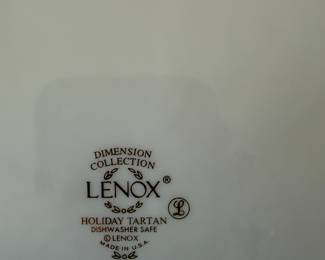 DIMENSION
COLLECTION
LENOX®
L
HOLIDAY TARTAN
DISHWASHER SAFE
©LENOX
MADE IN U.S.A.